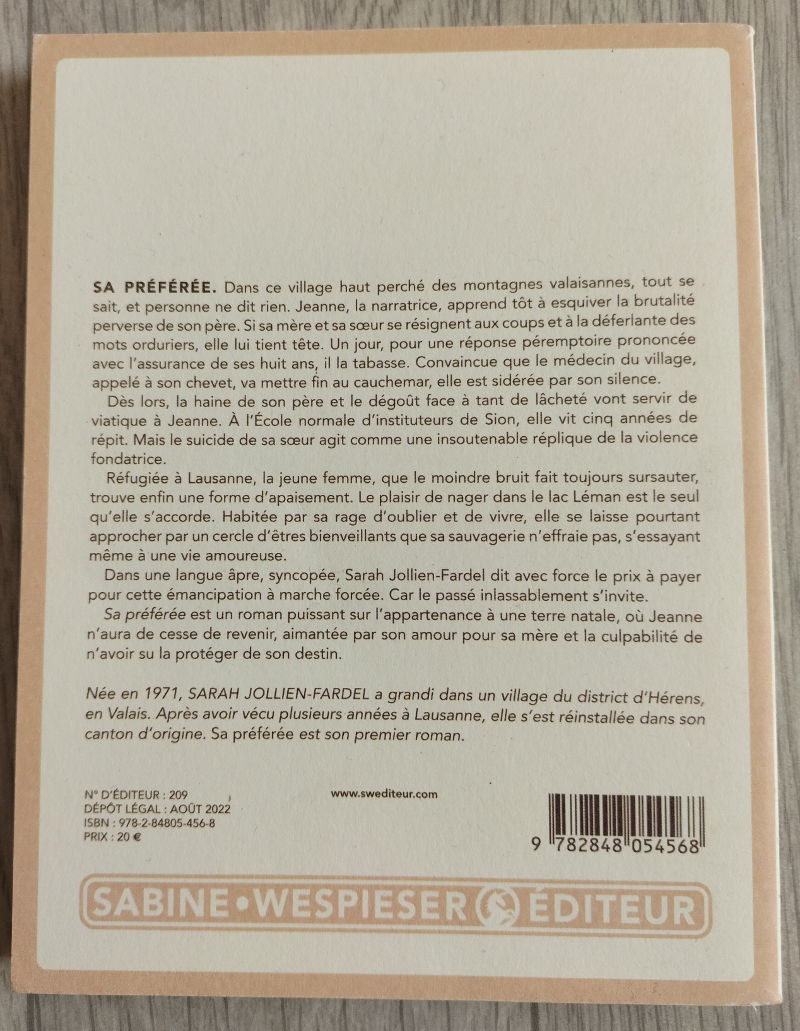 SA PRÉFÉRÉE. Dans ce village haut perché des montagnes valaisannes, tout se
sait, et personne ne dit rien. Jeanne, la narratrice, apprend tôt à esquiver la brutalité
perverse de son père. Si sa mère et sa sœur se résignent aux coups et à la déferlante des
mots orduriers, elle lui tient tête. Un jour, pour une réponse péremptoire prononcée
avec l'assurance de ses huit ans, il la tabasse. Convaincue que le médecin du village,
appelé à son chevet, va mettre fin au cauchemar, elle est sidérée par son silence.
Dès lors, la haine de son père et le dégoût face à tant de lâcheté vont servir de
viatique à Jeanne. À l'École normale d'instituteurs de Sion, elle vit cinq années de
répit. Mais le suicide de sa sœur agit comme une insoutenable réplique de la violence
fondatrice.
Réfugiée à Lausanne, la jeune femme, que le moindre bruit fait toujours sursauter,
trouve enfin une forme d'apaisement. Le plaisir de nager dans le lac Léman est le seul
qu'elle s'accorde. Habitée par sa rage d'oublier et de vivre, elle se laisse pourtant
approcher par un cercle d'êtres bienveillants que sa sauvagerie n'effraie pas, s'essayant
même à une vie amoureuse.
Dans une langue âpre, syncopée, Sarah Jollien-Fardel dit avec force le prix à payer
pour cette émancipation à marche forcée. Car le passé inlassablement s'invite.
Sa préférée est un roman puissant sur l'appartenance à une terre natale, où Jeanne
n'aura de cesse de revenir, aimantée par son amour pour sa mère et la culpabilité de
n'avoir su la protéger de son destin.
Née en 1971, SARAH JOLLIEN-FARDEL a grandi dans un village du district d'Hérens,
en Valais. Après avoir vécu plusieurs années à Lausanne, elle s'est réinstallée dans son
canton d'origine. Sa préférée est son premier roman.
N° D'ÉDITEUR : 209
DÉPÔT LÉGAL : AOÛT 2022
ISBN : 978-2-84805-456-8
PRIX : 20 €
www.swediteur.com
9 782848 054568
SABINE • WESPIESER ÉDITEUR